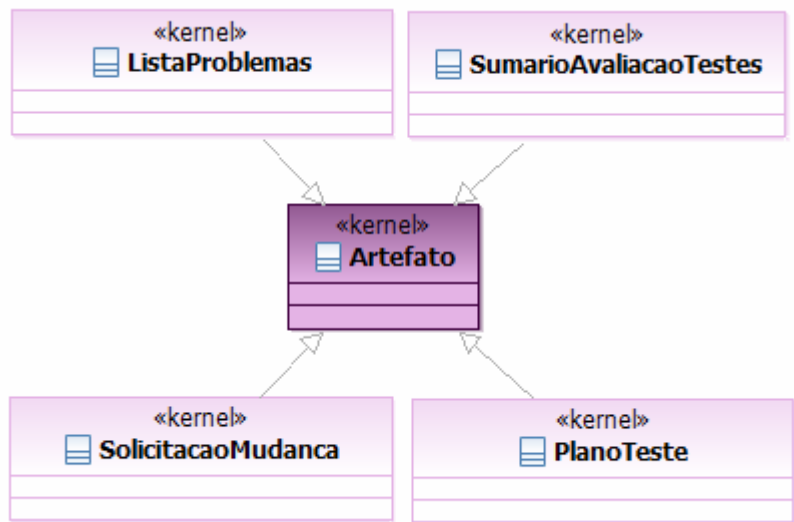 «kernel»
ListaProblemas
«kernel»
SumarioAvaliacaoTestes
«kernel»
Artefato
«kernel»
SolicitacaoMudanca
«kernel»
PlanoTeste